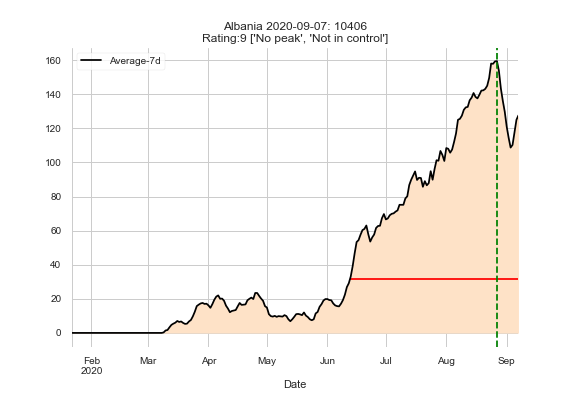 Albania 2020-09-07: 10406
Rating:9 ['No peak', 'Not in control']
Average-7d
160
140
120
100
80
60
40
20
0
Feb Mar Apr May Jun Jul Aug Sep
2020
Date